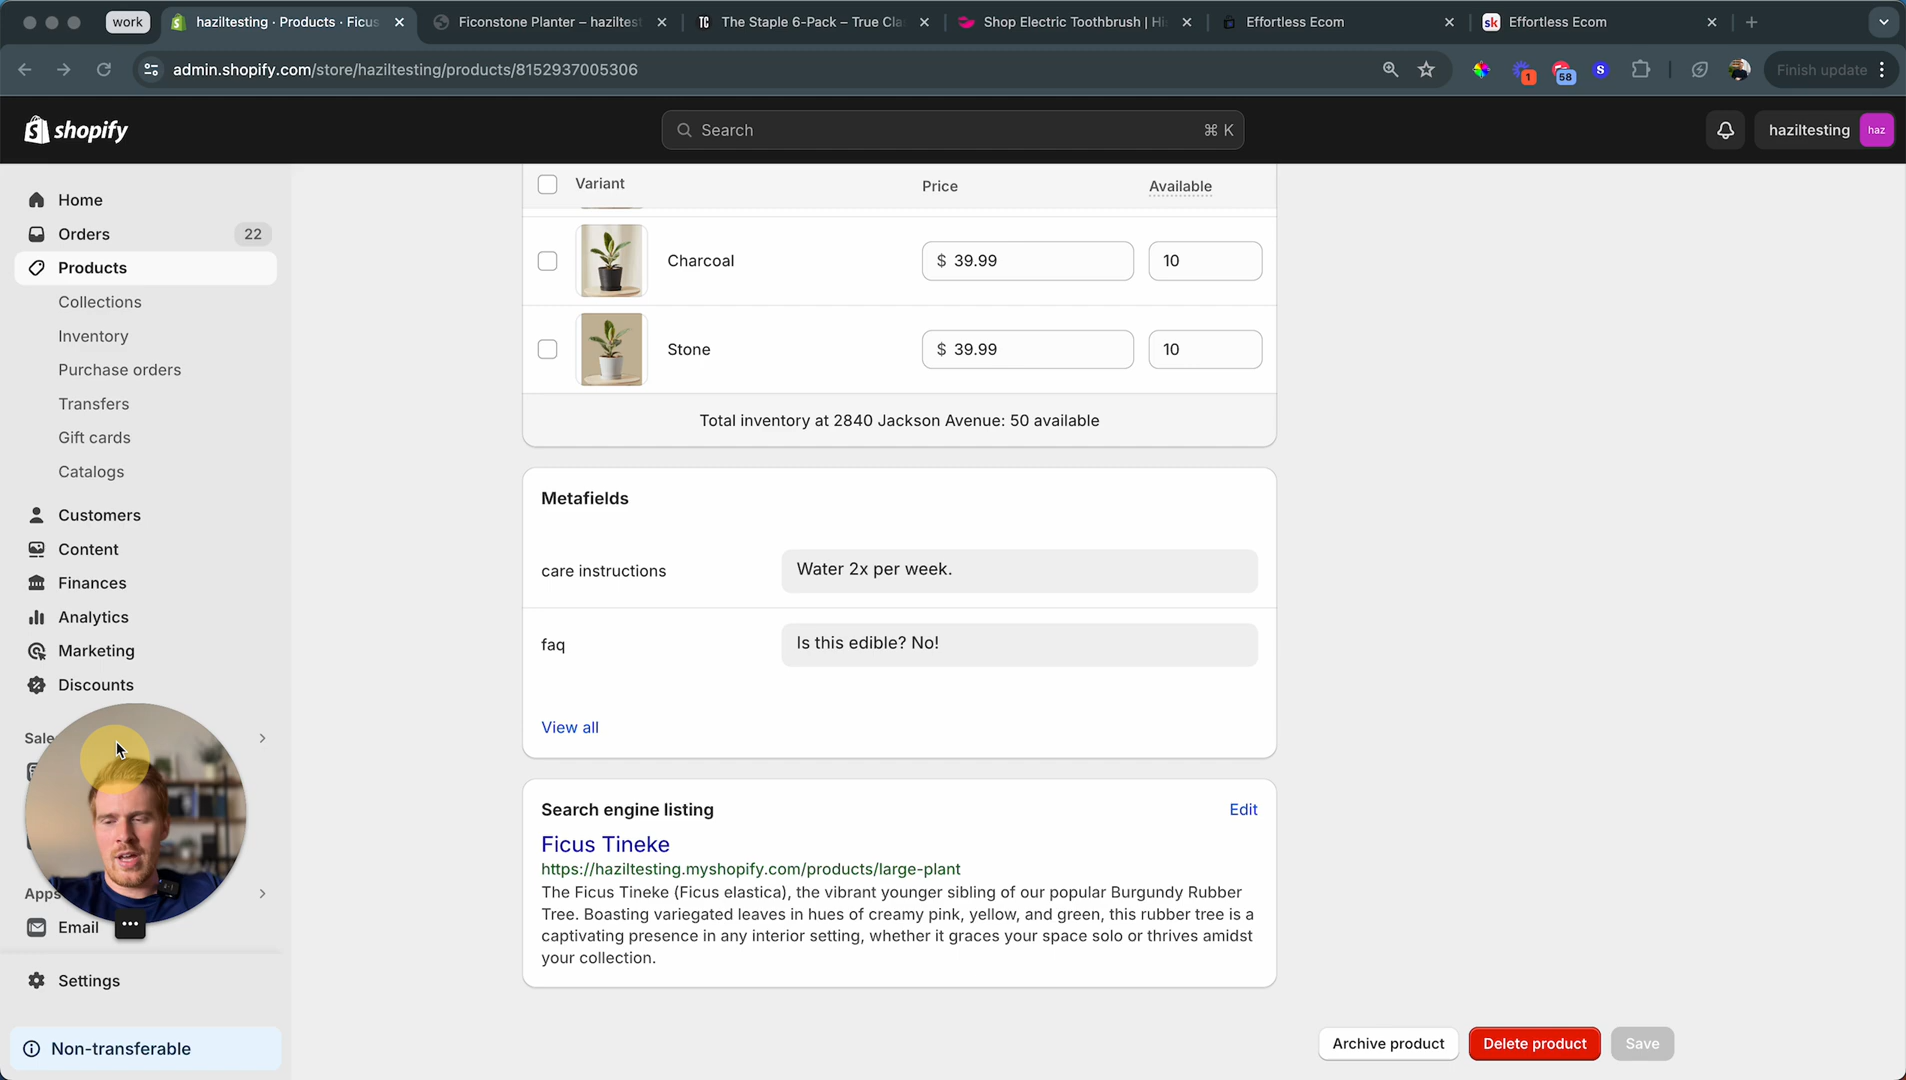 work
haziltesting · Products · Ficus
Ficonstone Planter – haziltest
TC
The Staple 6-Pack – True Cla
Shop Electric Toothbrush | Hi
Effortless Ecom
sk
Effortless Ecom
admin.shopify.com/store/haziltesting/products/8152937005306
1
58
S
Finish update
shopify
Search
⌘ K
haziltesting
haz
Home
Orders
22
Products
Collections
Inventory
Purchase orders
Transfers
Gift cards
Catalogs
Customers
Content
Finances
Analytics
Marketing
Discounts
Sale
Apps
Email
Settings
Non-transferable
Variant
Price
Available
Charcoal
$ 39.99
10
Stone
$ 39.99
10
Total inventory at 2840 Jackson Avenue: 50 available
Metafields
care instructions
Water 2x per week.
faq
Is this edible? No!
View all
Search engine listing
Edit
Ficus Tineke
https://haziltesting.myshopify.com/products/large-plant
The Ficus Tineke (Ficus elastica), the vibrant younger sibling of our popular Burgundy Rubber
Tree. Boasting variegated leaves in hues of creamy pink, yellow, and green, this rubber tree is a
captivating presence in any interior setting, whether it graces your space solo or thrives amidst
your collection.
Archive product
Delete product
Save